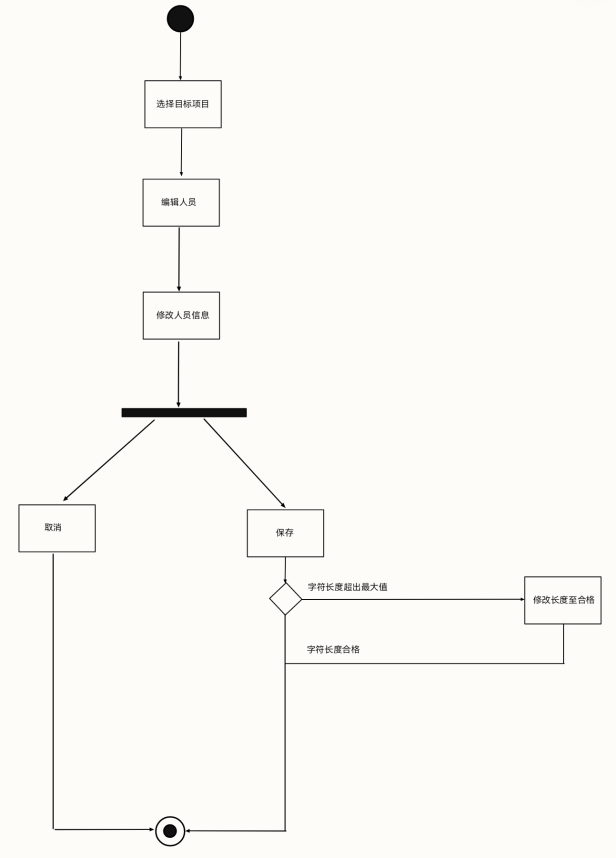 选择目标项目
编辑人员
修改人员信息
取消
保存
字符长度超出最大值
修改长度至合格
字符长度合格